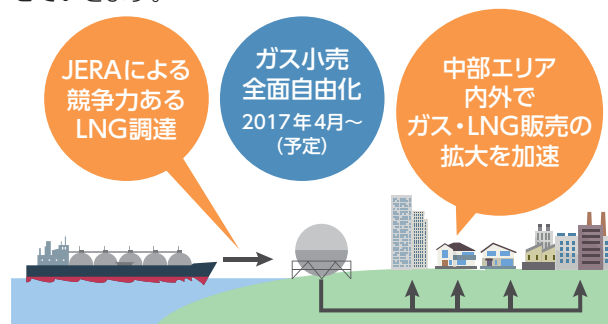 JERAによる
競争力ある
LNG調達
ガス小売
全面自由化
2017年4月〜
(予定)
中部エリア
内外で
ガス・LNG販売の
拡大を加速